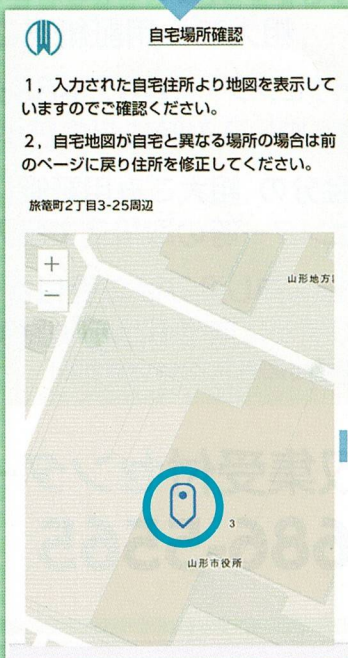 自宅場所確認
1，入力された自宅住所より地図を表示して
いますのでご確認ください。
2，自宅地図が自宅と異なる場所の場合は前
のページに戻り住所を修正してください。
旅篭町2丁目3-25周辺
+
−
山形地方
3
山形市役所